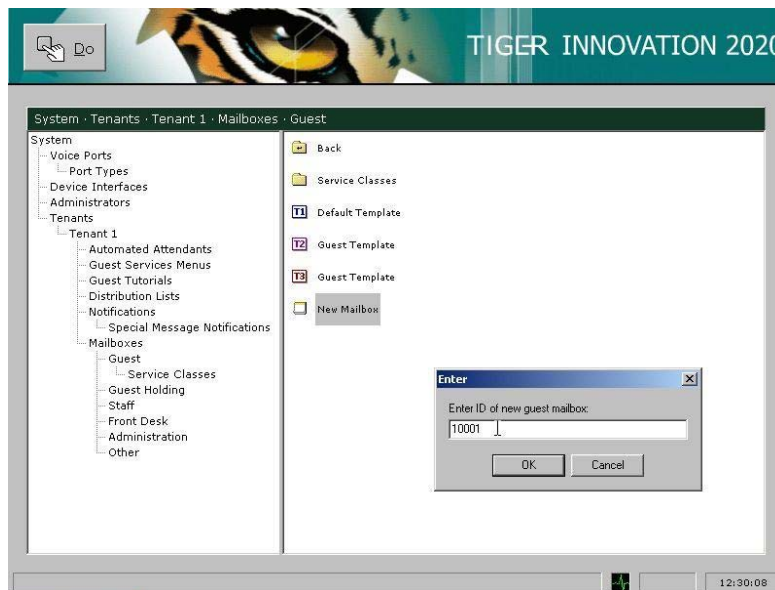 Do
TIGER INNOVATION 2020
System · Tenants · Tenant 1 · Mailboxes · Guest
System
Voice Ports
Port Types
Device Interfaces
Administrators
Tenants
Tenant 1
Automated Attendants
Guest Services Menus
Guest Tutorials
Distribution Lists
Notifications
Special Message Notifications
Mailboxes
Guest
Service Classes
Guest Holding
Staff
Front Desk
Administration
Other
Back
Service Classes
T1 Default Template
T2 Guest Template
T3 Guest Template
New Mailbox
Enter
Enter ID of new guest mailbox:
10001
OK Cancel
12:30:08